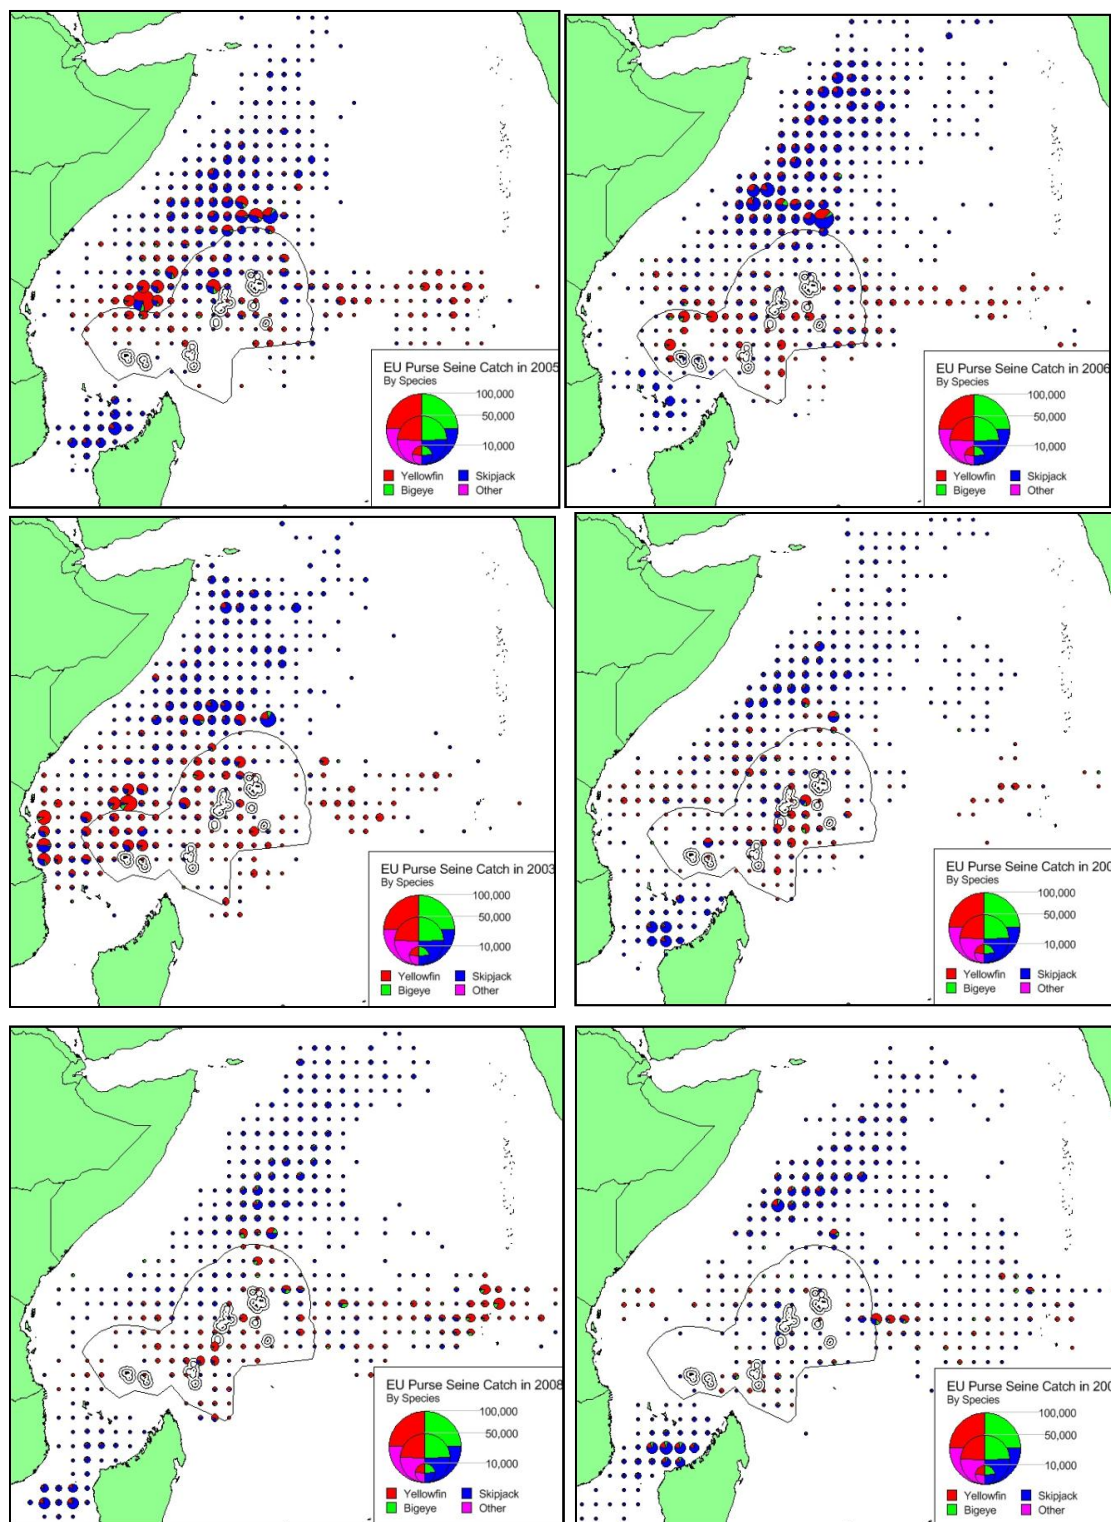 EU Purse Seine Catch in 2005
By Species
100,000
50,000
10,000
Yellowfin Skipjack
Bigeye Other
EU Purse Seine Catch in 2006
By Species
100,000
50,000
10,000
Yellowfin Skipjack
Bigeye Other
EU Purse Seine Catch in 2003
By Species
100,000
50,000
10,000
Yellowfin Skipjack
Bigeye Other
EU Purse Seine Catch in 200
By Species
100,000
50,000
10,000
Yellowfin Skipjack
Bigeye Other
EU Purse Seine Catch in 2008
By Species
100,000
50,000
10,000
Yellowfin Skipjack
Bigeye Other
EU Purse Seine Catch in 200
By Species
100,000
50,000
10,000
Yellowfin Skipjack
Bigeye Other